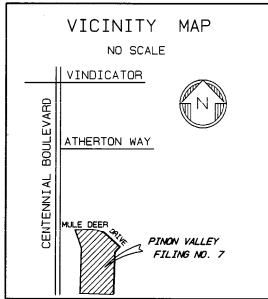 VICINITY MAP
NO SCALE
VINDICATOR
N
CENTENNIAL BOULEVARD
ATHERTON WAY
MULE DEER DRIVE
PINON VALLEY
FILING NO. 7